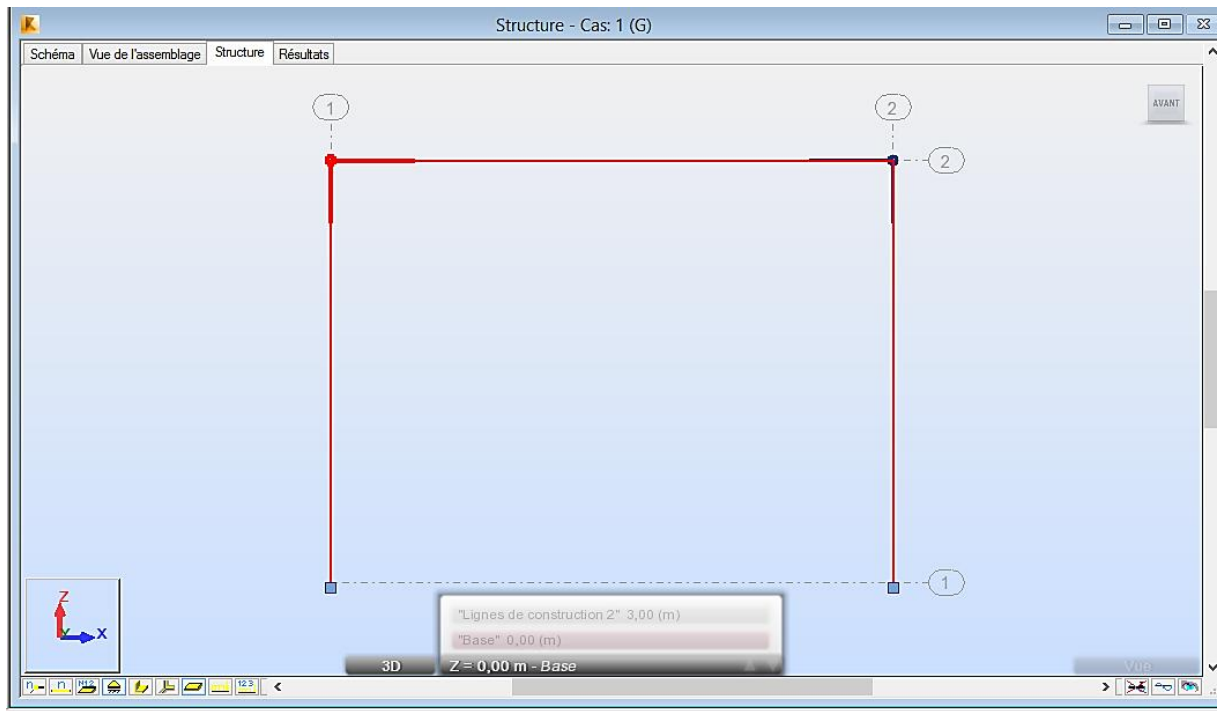 Structure - Cas: 1 (G)
Schéma Vue de l'assemblage Structure Résultats
1 2
AVANT
2
1
Z
X
"Lignes de construction 2" 3,00 (m)
"Base" 0,00 (m)
3D Z = 0,00 m - Base Vue